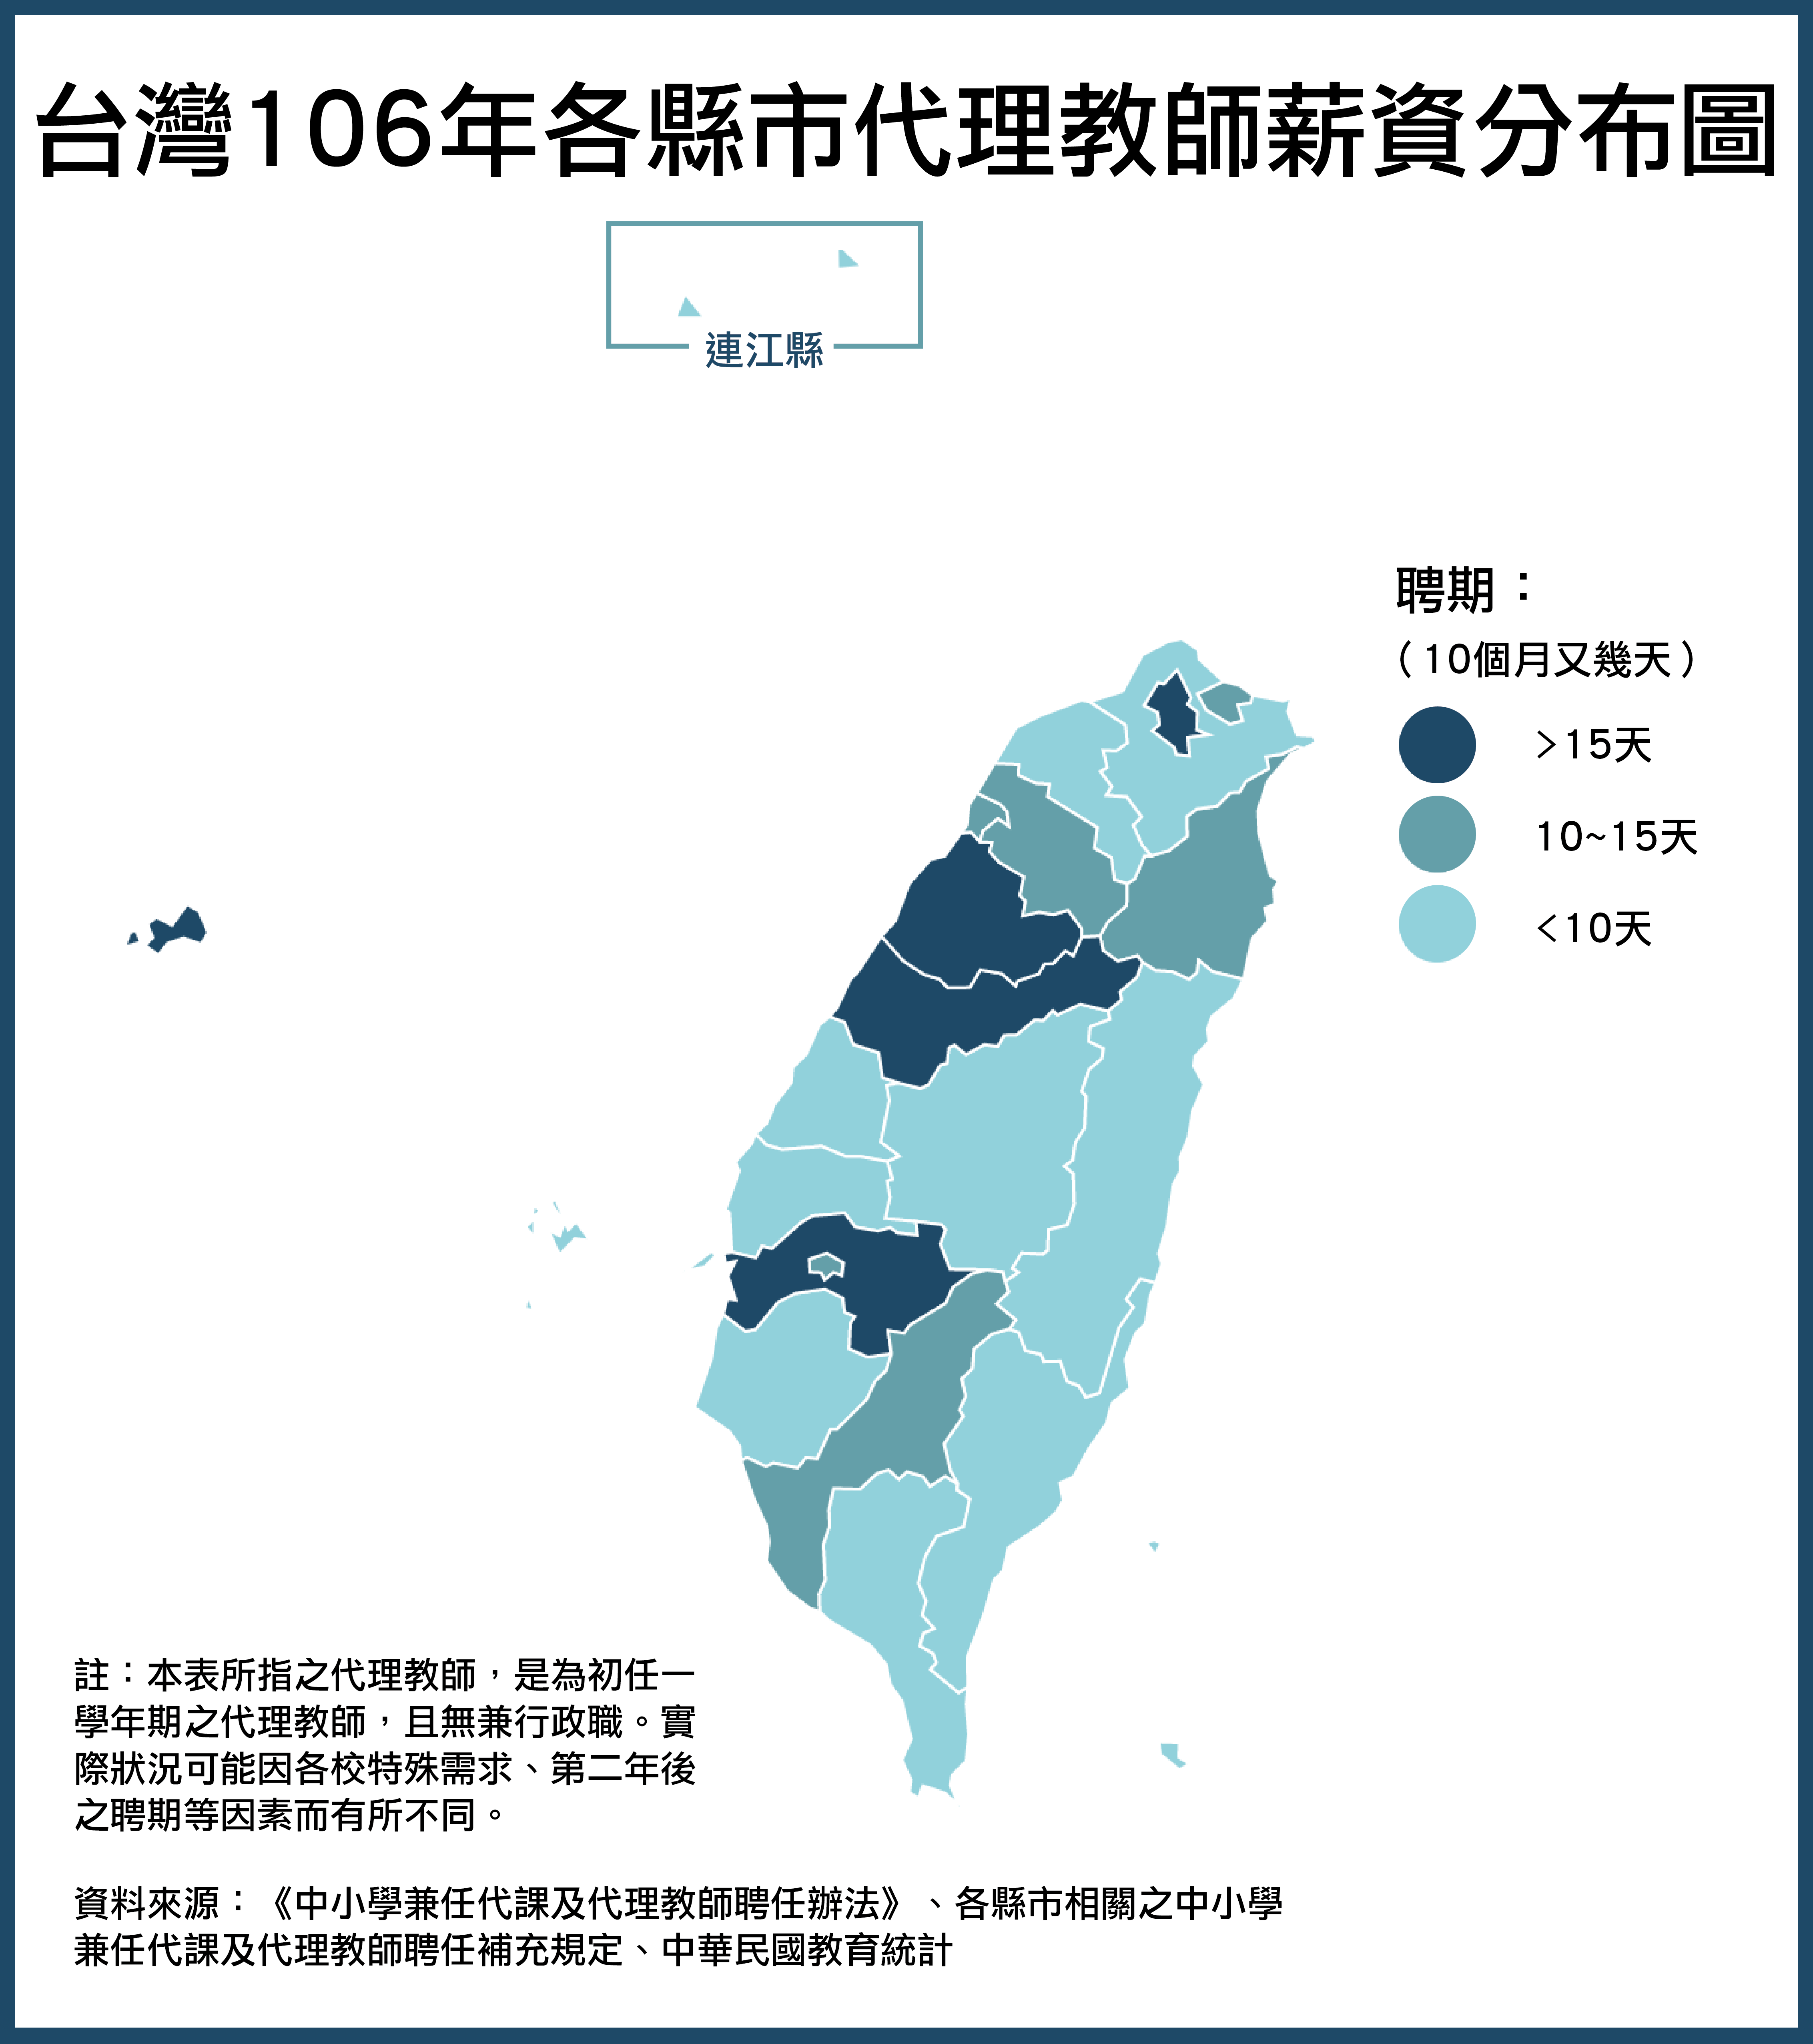 台灣106年各縣市代理教師薪資分布圖
連江縣
聘期：
（10個月又幾天）
>15天
10~15天
<10天
註：本表所指之代理教師，是為初任一
學年期之代理教師，且無兼行政職。實
際狀況可能因各校特殊需求、第二年後
之聘期等因素而有所不同。
資料來源：《中小學兼任代課及代理教師聘任辦法》、各縣市相關之中小學
兼任代課及代理教師聘任補充規定、中華民國教育統計